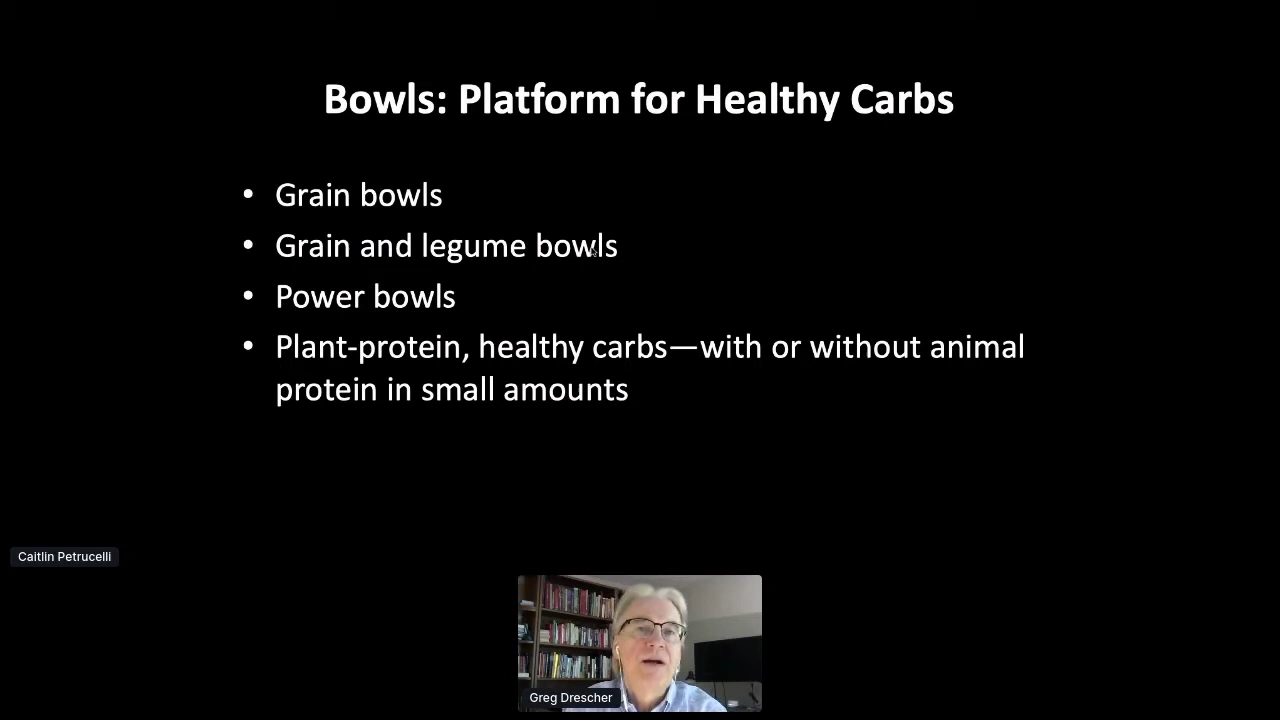 Bowls: Platform for Healthy Carbs
• Grain bowls
• Grain and legume bowls
• Power bowls
• Plant-protein, healthy carbs—with or without animal
protein in small amounts
Caitlin Petrucelli
Greg Drescher